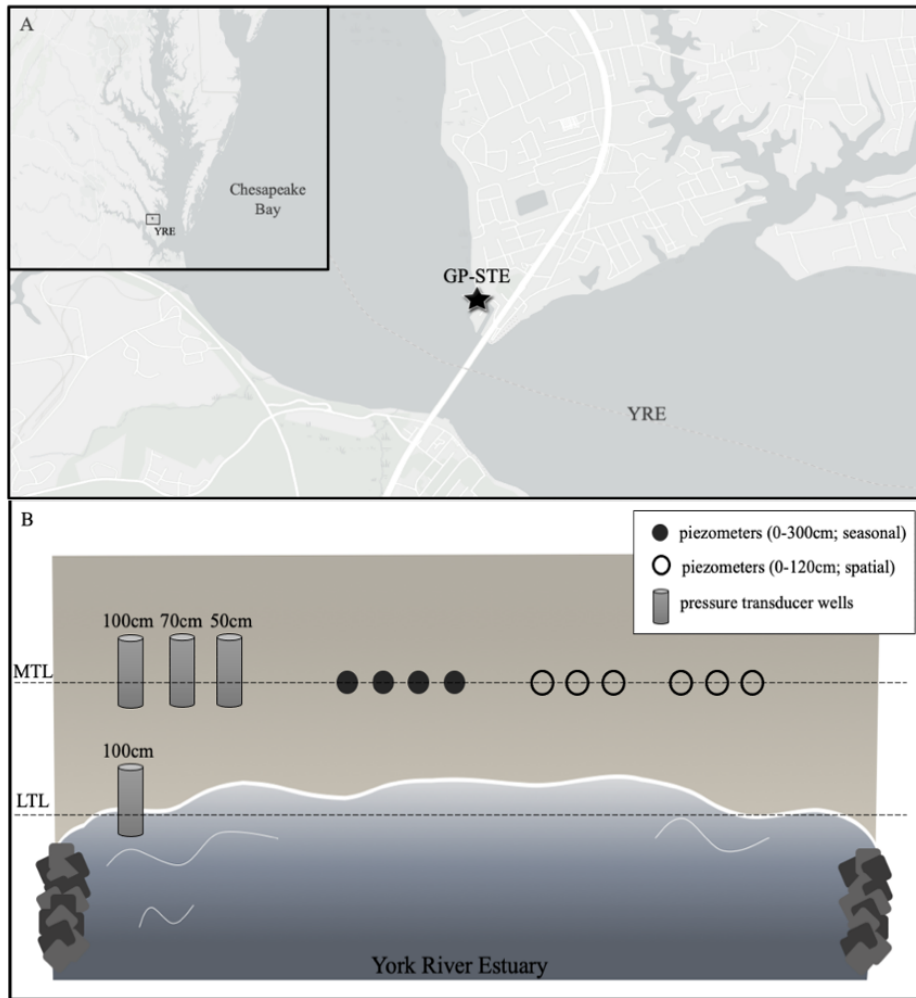 A
Chesapeake
Bay
YRE
GP-STE
YRE
B
piezometers (0-300cm; seasonal)
piezometers (0-120cm; spatial)
pressure transducer wells
100cm 70cm 50cm
MTL
100cm
LTL
York River Estuary